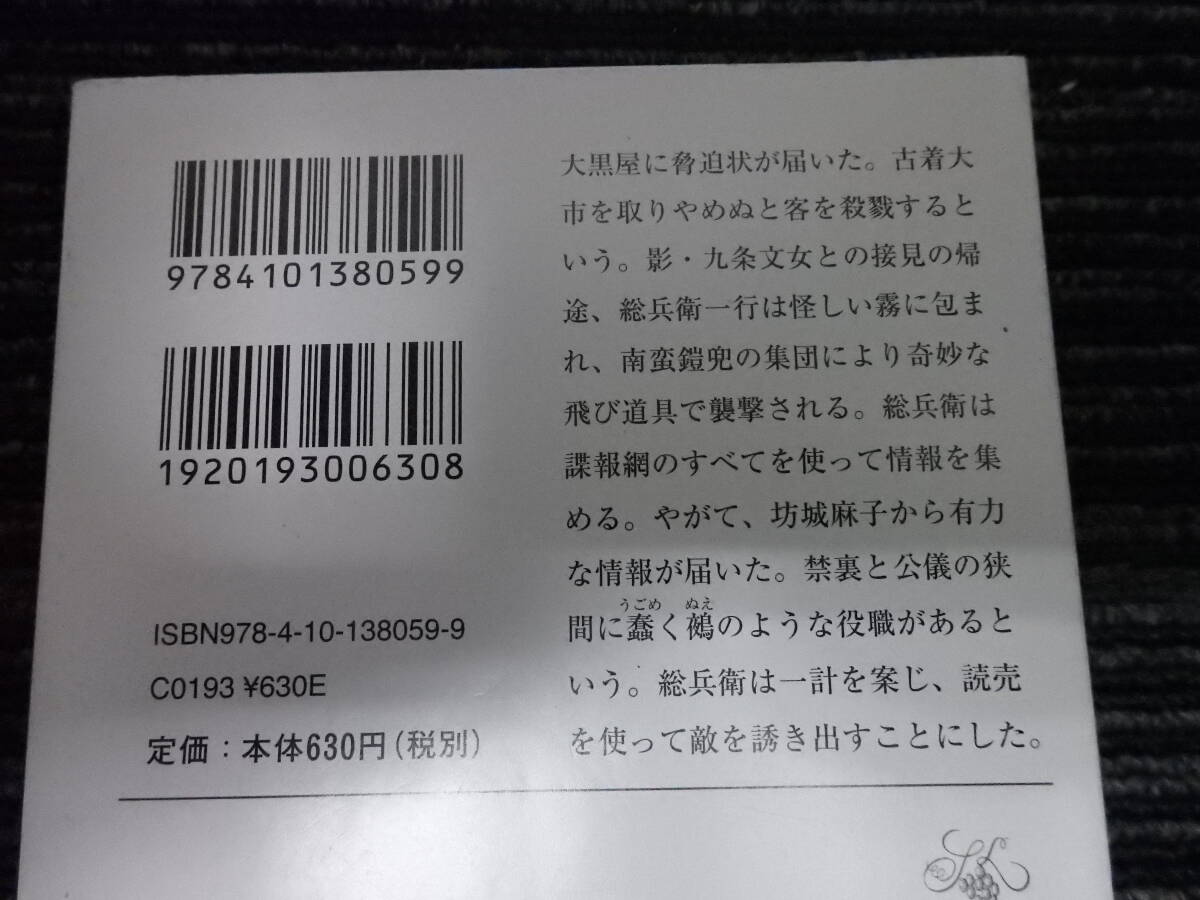 9784101380599
1920193006308
ISBN978-4-10-138059-9
C0193 ¥630E
定価：本体630円（税別）
大黒屋に脅迫状が届いた。古着大
市を取りやめぬと客を殺戮すると
いう。影・九条文女との接見の帰
途、総兵衛一行は怪しい霧に包ま
れ、南蛮鎧兜の集団により奇妙な
飛び道具で襲撃される。総兵衛は
諜報網のすべてを使って情報を集
める。やがて、坊城麻子から有力
な情報が届いた。禁裏と公儀の狭
うごめ ぬえ
間に蠢く鵺のような役職があると
いう。総兵衛は一計を案じ、読売
を使って敵を誘き出すことにした。